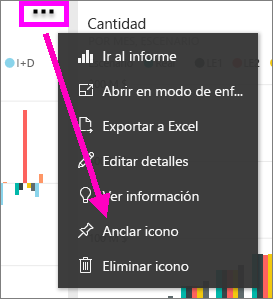 Cantidad
I+D
Ir al informe
Abrir en modo de enf...
Exportar a Excel
Editar detalles
Ver información
Anclar icono
Eliminar icono